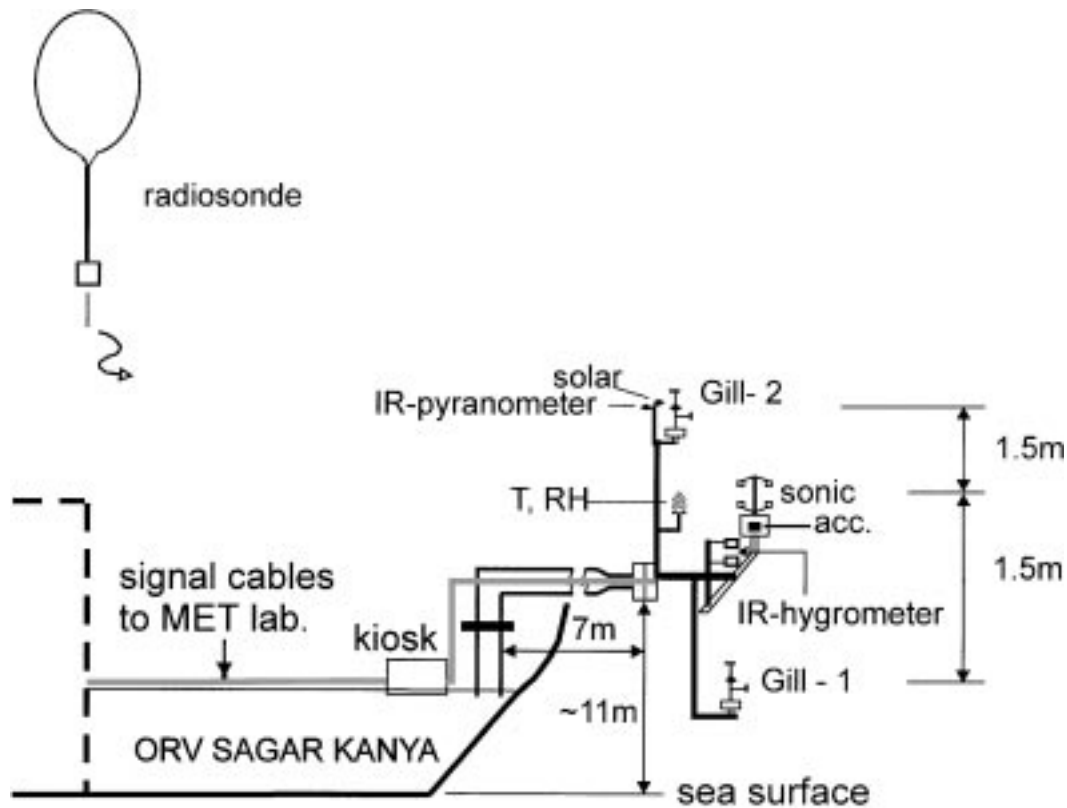 radiosonde
solar
IR-pyranometer
Gill- 2
1.5m
T, RH
sonic
acc.
signal cables
to MET lab.
1.5m
IR-hygrometer
kiosk
7m
Gill - 1
~11m
ORV SAGAR KANYA
sea surface